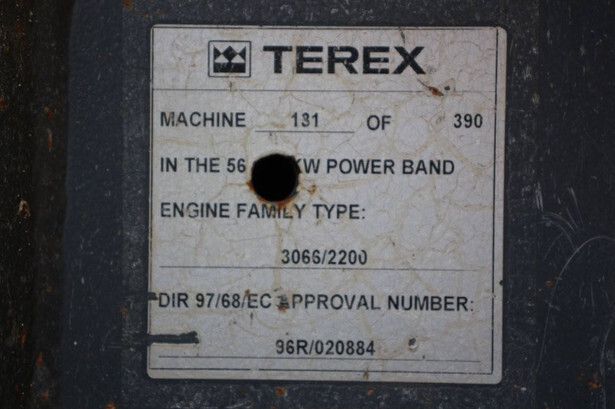 TEREX
MACHINE 131 OF 390
IN THE 56 KW POWER BAND
ENGINE FAMILY TYPE:
3066/2200
DIR 97/68/EC APPROVAL NUMBER:
96R/020884